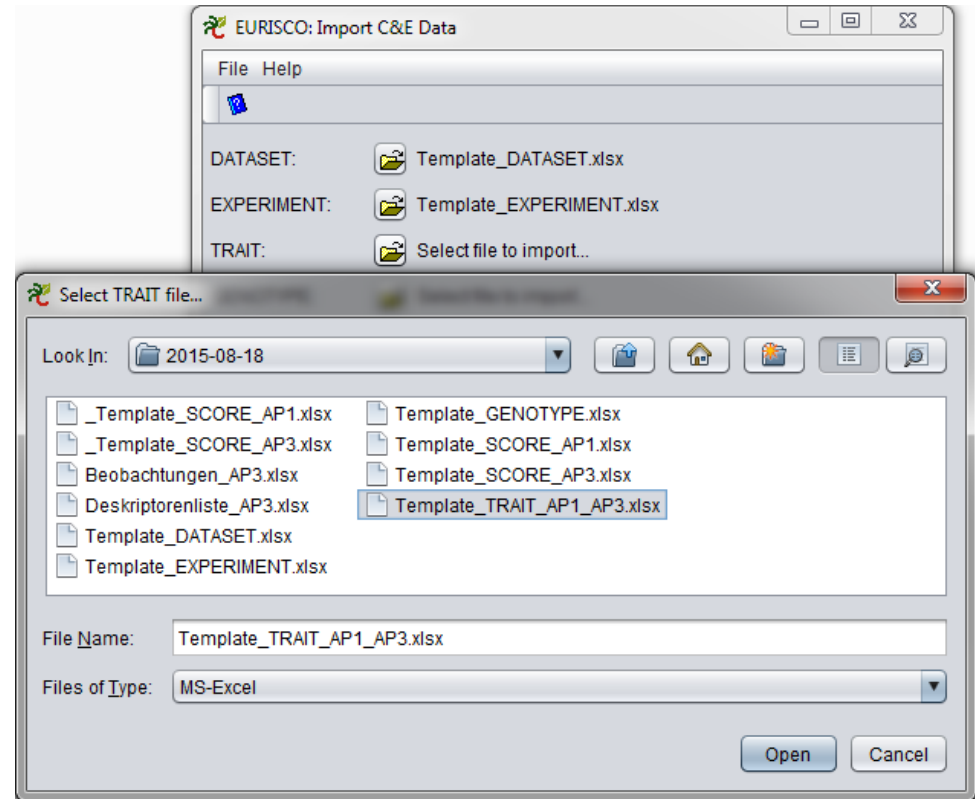 EURISCO: Import C&E Data
File Help
DATASET: Template_DATASET.xlsx
EXPERIMENT: Template_EXPERIMENT.xlsx
TRAIT: Select file to import...
Select TRAIT file...
Look In: 2015-08-18
_Template_SCORE_AP1.xlsx
_Template_SCORE_AP3.xlsx
Beobachtungen_AP3.xlsx
Deskriptorenliste_AP3.xlsx
Template_DATASET.xlsx
Template_EXPERIMENT.xlsx
Template_GENOTYPE.xlsx
Template_SCORE_AP1.xlsx
Template_SCORE_AP3.xlsx
Template_TRAIT_AP1_AP3.xlsx
File Name: Template_TRAIT_AP1_AP3.xlsx
Files of Type: MS-Excel
Open Cancel